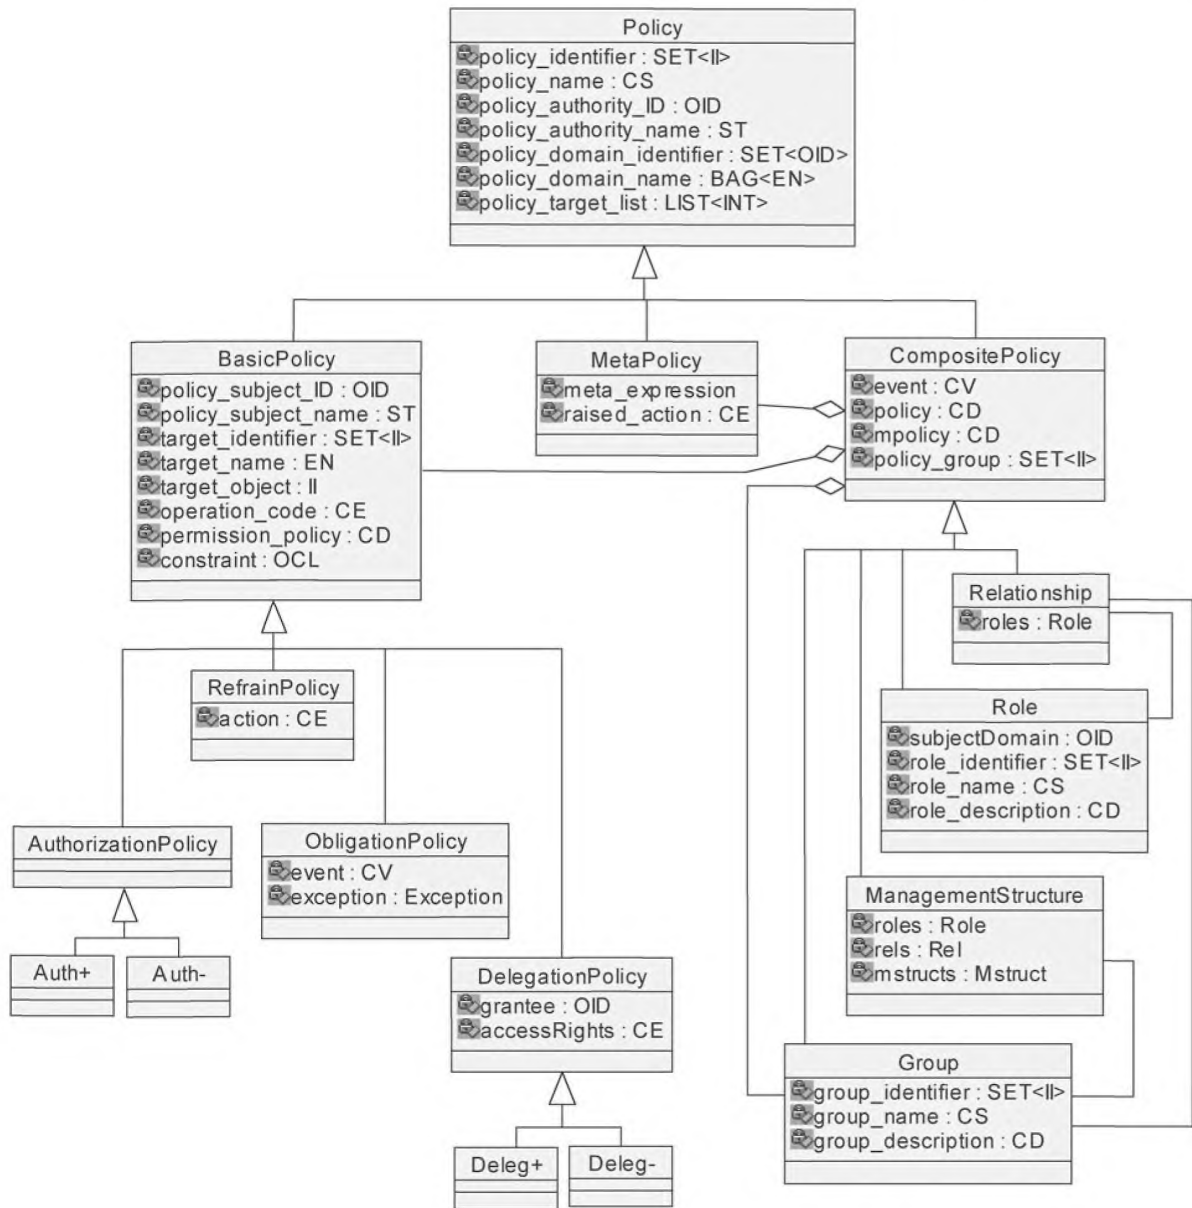 Policy
policy_identifier : SET<II>
policy_name : CS
policy_authority_ID : OID
policy_authority_name : ST
policy_domain_identifier : SET<OID>
policy_domain_name : BAG<EN>
policy_target_list : LIST<INT>
BasicPolicy
policy_subject_ID : OID
policy_subject_name : ST
target_identifier : SET<II>
target_name : EN
target_object : II
operation_code : CE
permission_policy : CD
constraint : OCL
MetaPolicy
meta_expression
raised_action : CE
CompositePolicy
event : CV
policy : CD
mpolicy : CD
policy_group : SET<II>
Relationship
roles : Role
RefrainPolicy
action : CE
Role
subjectDomain : OID
role_identifier : SET<II>
role_name : CS
role_description : CD
AuthorizationPolicy
ObligationPolicy
event : CV
exception : Exception
ManagementStructure
roles : Role
rels : Rel
mstructs : Mstruct
Auth+
Auth-
DelegationPolicy
grantee : OID
accessRights : CE
Group
group_identifier : SET<II>
group_name : CS
group_description : CD
Deleg+
Deleg-